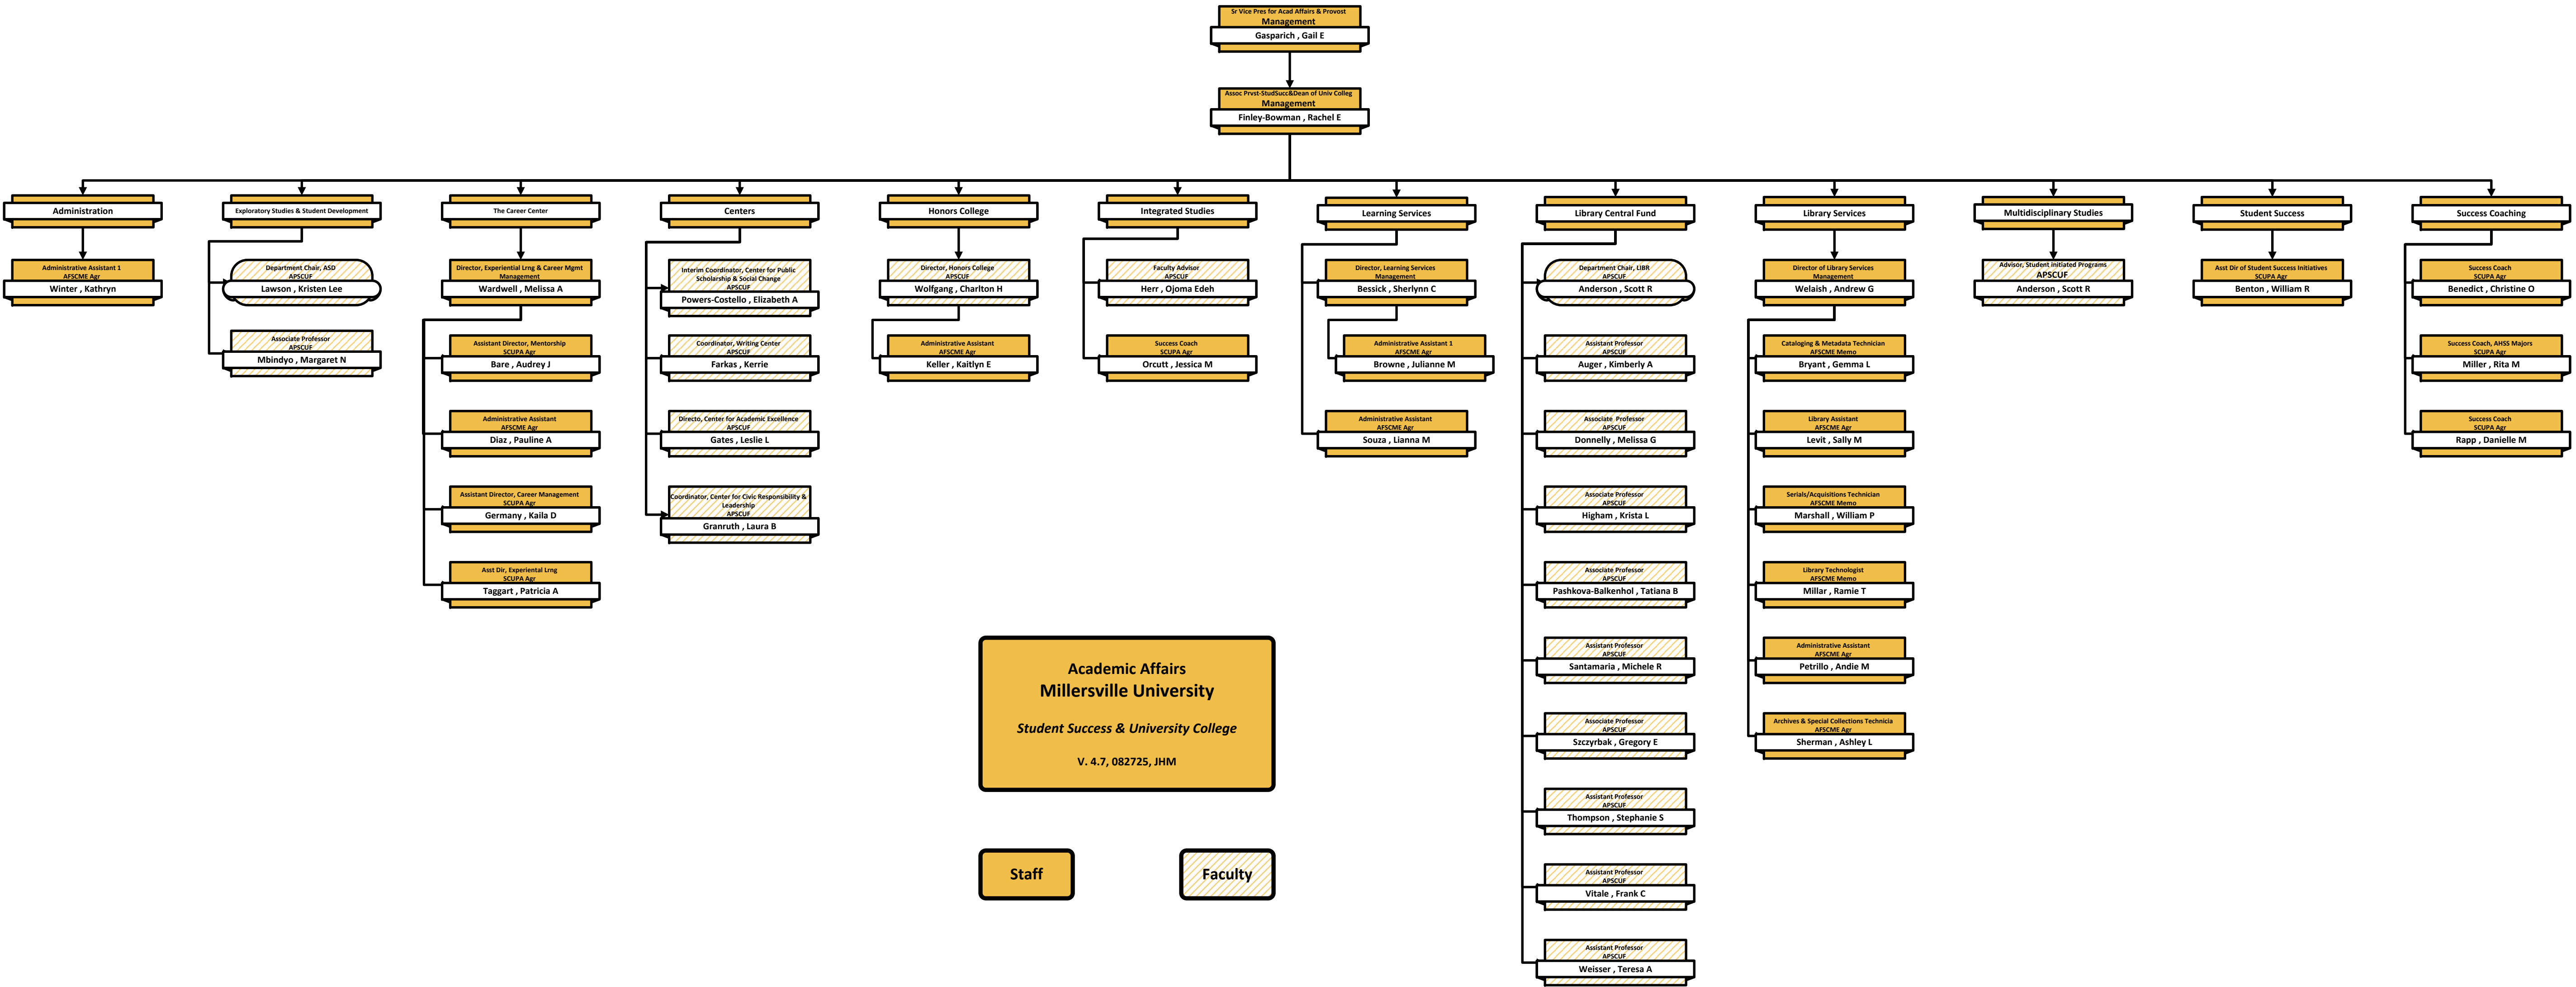 Sr Vice Pres for Acad Affairs & Provost
Management
Gasparich , Gail E
Assoc Prvst-StudSucc&Dean of Univ Colleg
Management
Finley-Bowman , Rachel E
Administration
Administrative Assistant 1
AFSCME Agr
Winter , Kathryn
Exploratory Studies & Student Development
Department Chair, ASD
APSCUF
Lawson , Kristen Lee
Associate Professor
APSCUF
Mbindyo , Margaret N
The Career Center
Director, Experiential Lrng & Career Mgmt
Management
Wardwell , Melissa A
Assistant Director, Mentorship
SCUPA Agr
Bare , Audrey J
Administrative Assistant
AFSCME Agr
Diaz , Pauline A
Assistant Director, Career Management
SCUPA Agr
Germany , Kaila D
Asst Dir, Experiental Lrng
SCUPA Agr
Taggart , Patricia A
Centers
Interim Coordinator, Center for Public
Scholarship & Social Change
APSCUF
Powers-Costello , Elizabeth A
Coordinator, Writing Center
APSCUF
Farkas , Kerrie
Directo, Center for Academic Excellence
APSCUF
Gates , Leslie L
Coordinator, Center for Civic Responsibility &
Leadership
APSCUF
Granruth , Laura B
Honors College
Director, Honors College
APSCUF
Wolfgang , Charlton H
Administrative Assistant
AFSCME Agr
Keller , Kaitlyn E
Integrated Studies
Faculty Advisor
APSCUF
Herr , Ojoma Edeh
Success Coach
SCUPA Agr
Orcutt , Jessica M
Learning Services
Director, Learning Services
Management
Bessick , Sherlynn C
Administrative Assistant 1
AFSCME Agr
Browne , Julianne M
Administrative Assistant
AFSCME Agr
Souza , Lianna M
Library Central Fund
Department Chair, LIBR
APSCUF
Anderson , Scott R
Assistant Professor
APSCUF
Auger , Kimberly A
Associate Professor
APSCUF
Donnelly , Melissa G
Associate Professor
APSCUF
Higham , Krista L
Associate Professor
APSCUF
Pashkova-Balkenhol , Tatiana B
Assistant Professor
APSCUF
Santamaria , Michele R
Associate Professor
APSCUF
Szczyrbak , Gregory E
Assistant Professor
APSCUF
Thompson , Stephanie S
Assistant Professor
APSCUF
Vitale , Frank C
Assistant Professor
APSCUF
Weisser , Teresa A
Library Services
Director of Library Services
Management
Welaish , Andrew G
Cataloging & Metadata Technician
AFSCME Memo
Bryant , Gemma L
Library Assistant
AFSCME Agr
Levit , Sally M
Serials/Acquisitions Technician
AFSCME Memo
Marshall , William P
Library Technologist
AFSCME Memo
Millar , Ramie T
Administrative Assistant
AFSCME Agr
Petrillo , Andie M
Archives & Special Collections Technicia
AFSCME Agr
Sherman , Ashley L
Multidisciplinary Studies
Advisor, Student initiated Programs
APSCUF
Anderson , Scott R
Student Success
Asst Dir of Student Success Initiatives
SCUPA Agr
Benton , William R
Success Coaching
Success Coach
SCUPA Agr
Benedict , Christine O
Success Coach, AHSS Majors
SCUPA Agr
Miller , Rita M
Success Coach
SCUPA Agr
Rapp , Danielle M
Academic Affairs
Millersville University
Student Success & University College
V. 4.7, 082725, JHM
Staff
Faculty